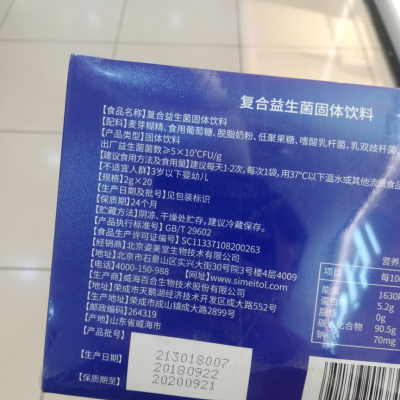 复合益生菌固体饮料
【食品名称】复合益生菌固体饮料
【配料】麦芽糊精、食用葡萄糖、脱脂奶粉、低聚果糖、嗜酸乳杆菌、乳双歧杆菌、
【产品类型】固体饮料
出厂益生菌菌数≥5×10⁹CFU/g
【建议食用方法及食用量】建议每天1-2次,每次1袋,用37°C以下温水或其他流质食品
【不适宜人群】3岁以下婴幼儿
【规格】2g×20
【生产日期及批号】见包装标识
【保质期】24个月
【贮藏方法】阴凉、干燥处贮存,建议冷藏保存。
【产品执行标准号】GB/T 29602
【食品生产许可证编号】SC11337108200263
【经销商】北京姿美堂生物技术有限公司
【地址】北京市石景山区实兴大街30号院3号楼4层4009
【电话】4000-150-988 【网址】www.simeitol.com
【生产商】威海百合生物技术股份有限公司
【地址】荣成市天鹅湖经济技术开发区成大路552号
【地址】荣成市成山镇成大路2899号
【邮政编码】264319
【产地】山东省威海市
【产品批号】
213018007
【生产日期】
20180922
【保质期至】
20200921
营养
项目 每10
能量 1630
蛋白质 5.2g
脂肪 0g
碳水化合物 90.5g
钠 70mg